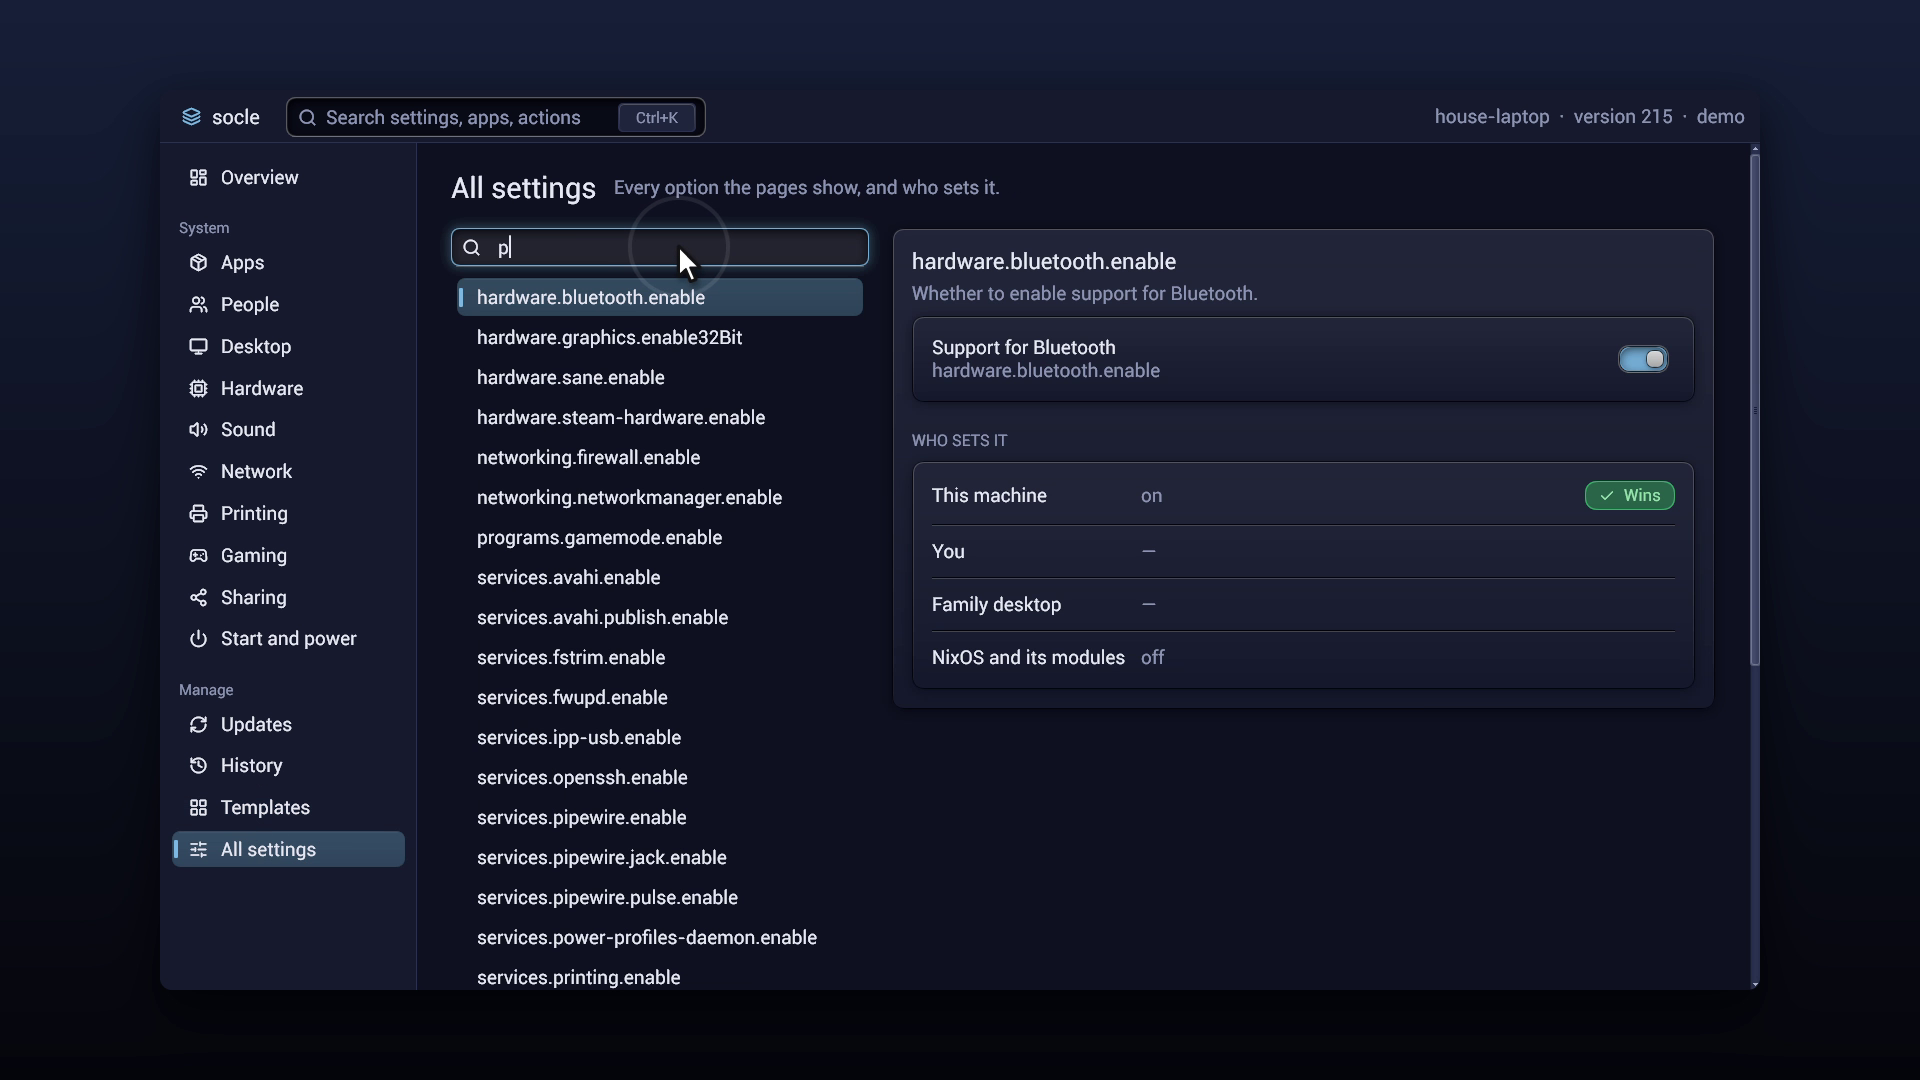 socle
Search settings, apps, actions
Ctrl+K
house-laptop · version 215 · demo
Overview
System
Apps
People
Desktop
Hardware
Sound
Network
Printing
Gaming
Sharing
Start and power
Manage
Updates
History
Templates
All settings
All settings
Every option the pages show, and who sets it.
p
hardware.bluetooth.enable
hardware.graphics.enable32Bit
hardware.sane.enable
hardware.steam-hardware.enable
networking.firewall.enable
networking.networkmanager.enable
programs.gamemode.enable
services.avahi.enable
services.avahi.publish.enable
services.fstrim.enable
services.fwupd.enable
services.ipp-usb.enable
services.openssh.enable
services.pipewire.enable
services.pipewire.jack.enable
services.pipewire.pulse.enable
services.power-profiles-daemon.enable
services.printing.enable
hardware.bluetooth.enable
Whether to enable support for Bluetooth.
Support for Bluetooth
hardware.bluetooth.enable
WHO SETS IT
This machine on Wins
You —
Family desktop —
NixOS and its modules off